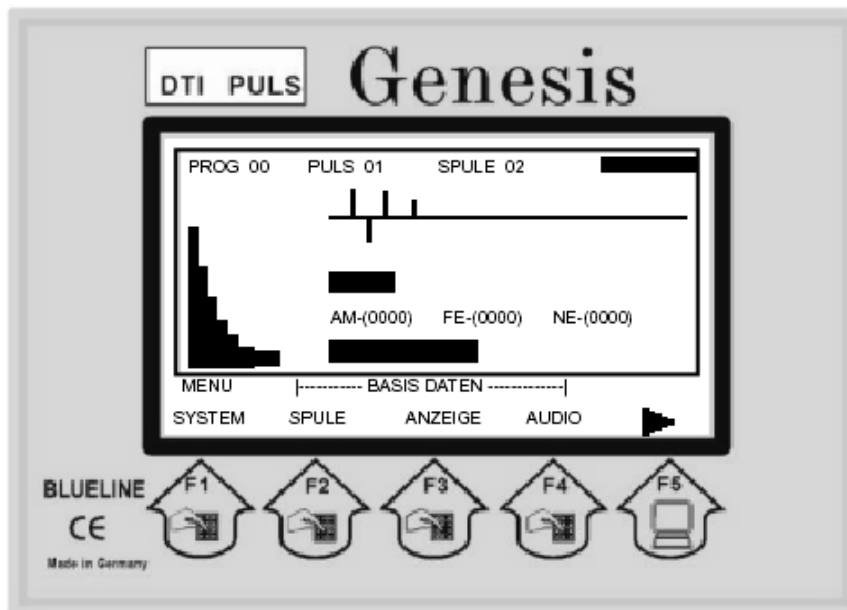 DTI PULS
Genesis
PROG 00 PULS 01 SPULE 02
AM-(0000) FE-(0000) NE-(0000)
MENU |----------- BASIS DATEN ------------|
SYSTEM SPULE ANZEIGE AUDIO
F1 F2 F3 F4 F5
BLUELINE
CE
Made in Germany